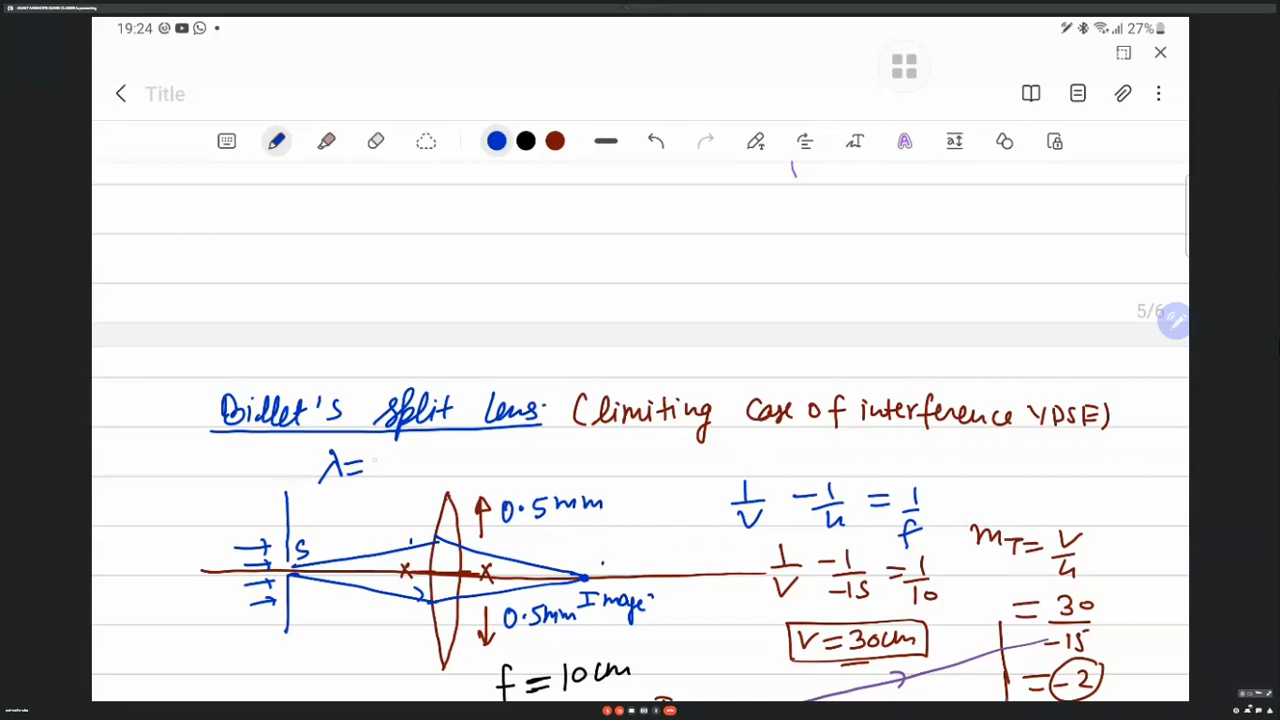 19:24
27%
Title
5/6
Billet's split Lens. (limiting case of interference YDSE)
λ=
0.5mm
1/v - 1/u = 1/f
S
1/v - 1/-15 = 1/10
mT = v/u
0.5mm
Image
= 30/-15
v = 30cm
f = 10cm
= -2